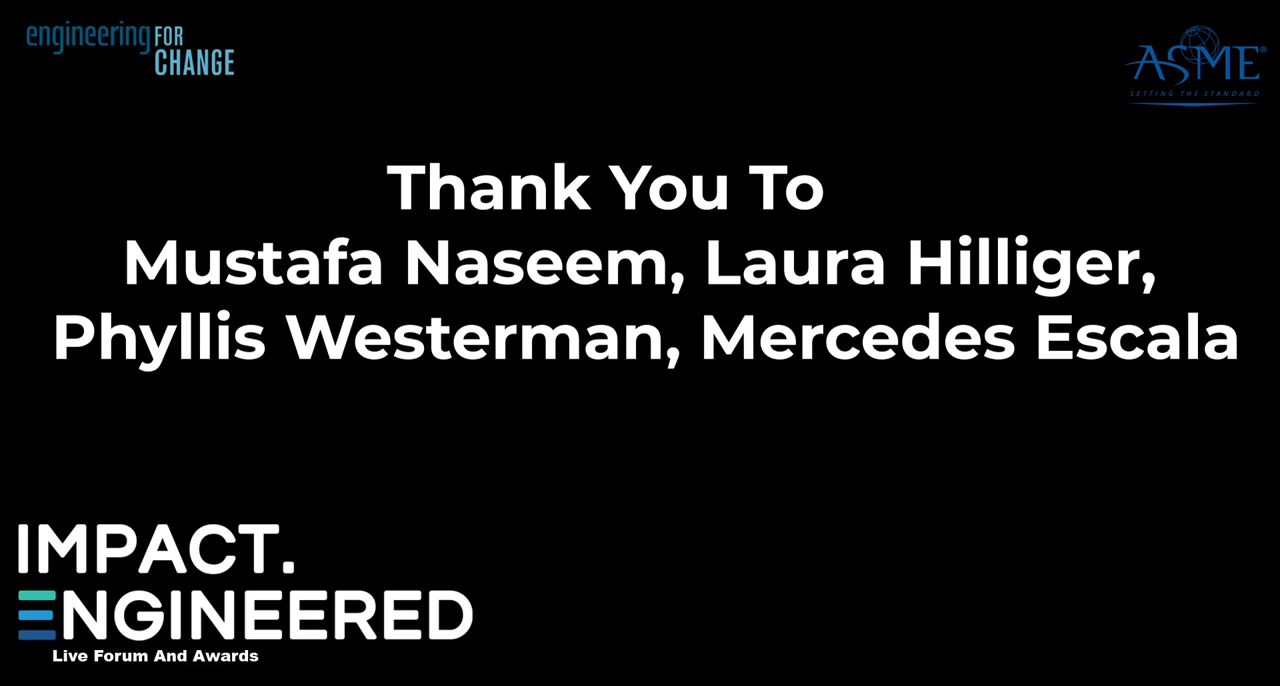 engineering FOR
CHANGE
ASME®
SETTING THE STANDARD
Thank You To
Mustafa Naseem, Laura Hilliger,
Phyllis Westerman, Mercedes Escala
IMPACT.
ENGINEERED
Live Forum And Awards